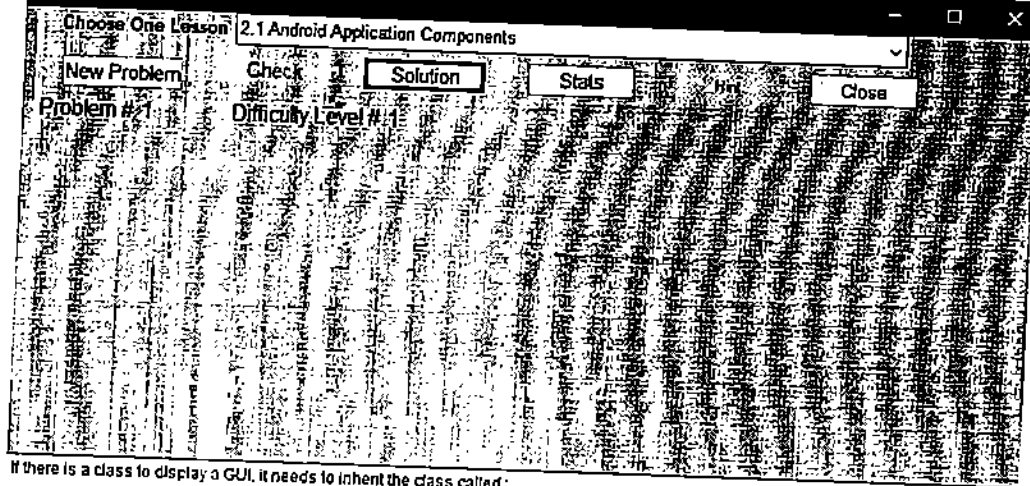 Choose One Lesson 2.1 Android Application Components
New Problem Check Solution Stats Hint Close
Problem # 1 Difficulty Level # 1
If there is a class to display a GUI, it needs to inherit the class called :